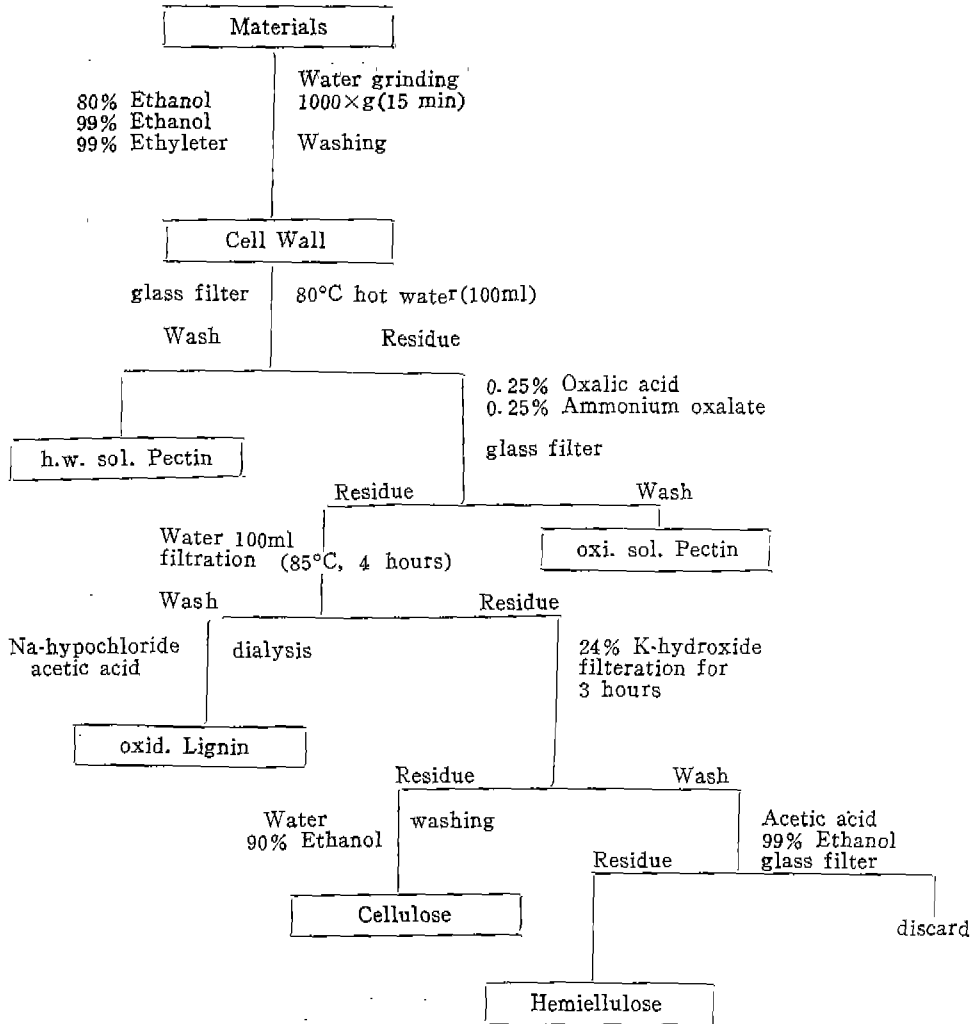 Materials
80% Ethanol
99% Ethanol
99% Ethyleter
Water grinding
1000×g(15 min)
Washing
Cell Wall
glass filter
80°C hot water(100ml)
Wash
Residue
0.25% Oxalic acid
0.25% Ammonium oxalate
glass filter
h.w. sol. Pectin
Residue
Wash
Water 100ml
filtration (85°C, 4 hours)
oxi. sol. Pectin
Wash
Residue
Na-hypochloride
acetic acid
dialysis
24% K-hydroxide
filteration for
3 hours
oxid. Lignin
Residue
Wash
Water
90% Ethanol
washing
Acetic acid
99% Ethanol
glass filter
Residue
Cellulose
discard
Hemiellulose